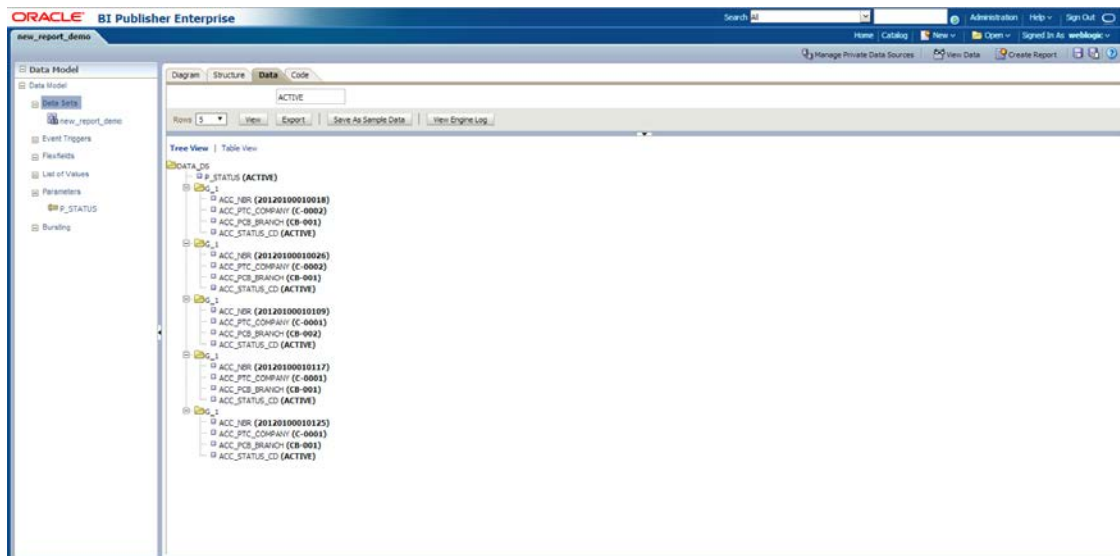 ORACLE BI Publisher Enterprise
Search All
Administration Help Sign Out
new_report_demo
Home Catalog New Open Signed In As weblogic
Manage Private Data Sources View Data Create Report
Data Model
Data Model
Data Sets
new_report_demo
Event Triggers
Flexfields
List of Values
Parameters
P_STATUS
Bursting
Diagram Structure Data Code
ACTIVE
Rows 5 View Export Save As Sample Data View Engine Log
Tree View | Table View
DATA_DS
P_STATUS (ACTIVE)
G_1
ACC_NBR (20120100010018)
ACC_PTC_COMPANY (C-0002)
ACC_PCB_BRANCH (CB-001)
ACC_STATUS_CD (ACTIVE)
G_1
ACC_NBR (20120100010026)
ACC_PTC_COMPANY (C-0002)
ACC_PCB_BRANCH (CB-001)
ACC_STATUS_CD (ACTIVE)
G_1
ACC_NBR (20120100010109)
ACC_PTC_COMPANY (C-0001)
ACC_PCB_BRANCH (CB-002)
ACC_STATUS_CD (ACTIVE)
G_1
ACC_NBR (20120100010117)
ACC_PTC_COMPANY (C-0001)
ACC_PCB_BRANCH (CB-001)
ACC_STATUS_CD (ACTIVE)
G_1
ACC_NBR (20120100010125)
ACC_PTC_COMPANY (C-0001)
ACC_PCB_BRANCH (CB-001)
ACC_STATUS_CD (ACTIVE)